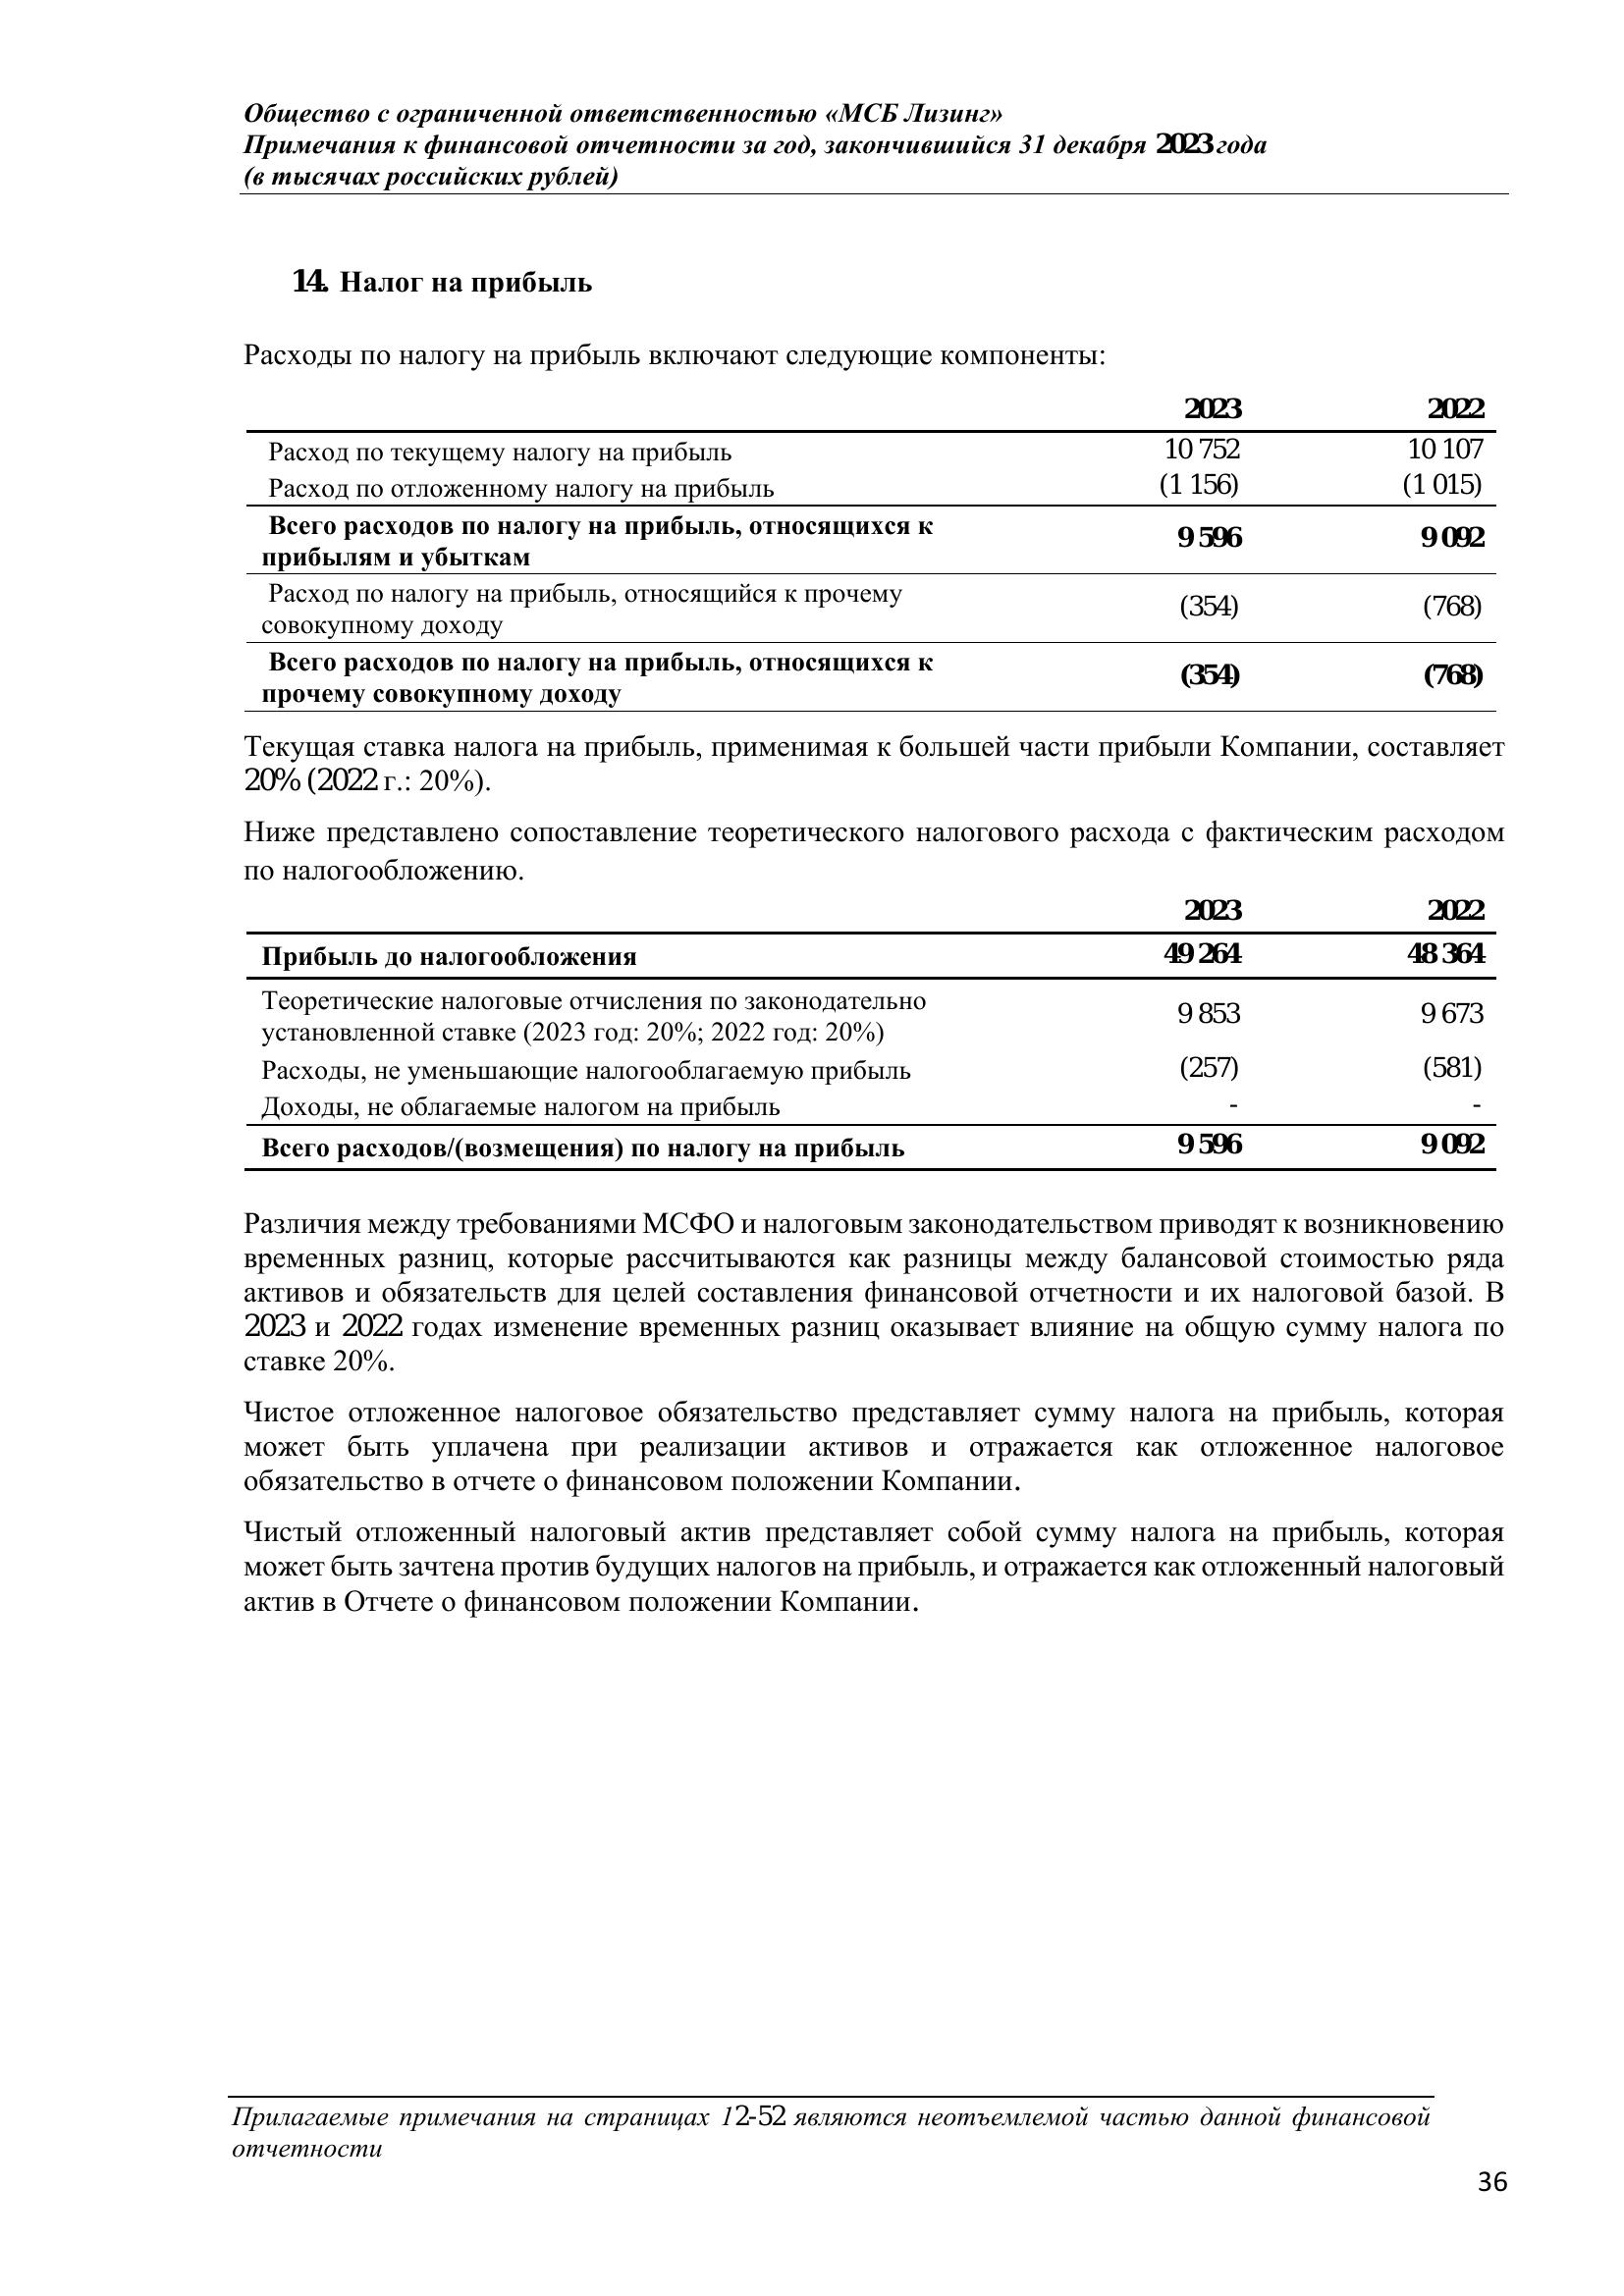 Общество с ограниченной ответственностью «МСБ Лизинг»
Примечания к финансовой отчетности за год, закончившийся 31 декабря 2023 года
(в тысячах российских рублей)
14. Налог на прибыль
Расходы по налогу на прибыль включают следующие компоненты:
2023 2022
Расход по текущему налогу на прибыль 10 752 10 107
Расход по отложенному налогу на прибыль (1 156) (1 015)
Всего расходов по налогу на прибыль, относящихся к
прибылям и убыткам 9 596 9 092
Расход по налогу на прибыль, относящийся к прочему
совокупному доходу (354) (768)
Всего расходов по налогу на прибыль, относящихся к
прочему совокупному доходу (354) (768)
Текущая ставка налога на прибыль, применимая к большей части прибыли Компании, составляет
20% (2022 г.: 20%).
Ниже представлено сопоставление теоретического налогового расхода с фактическим расходом
по налогообложению.
2023 2022
Прибыль до налогообложения 49 264 48 364
Теоретические налоговые отчисления по законодательно
установленной ставке (2023 год: 20%; 2022 год: 20%) 9 853 9 673
Расходы, не уменьшающие налогооблагаемую прибыль (257) (581)
Доходы, не облагаемые налогом на прибыль - -
Всего расходов/(возмещения) по налогу на прибыль 9 596 9 092
Различия между требованиями МСФО и налоговым законодательством приводят к возникновению
временных разниц, которые рассчитываются как разницы между балансовой стоимостью ряда
активов и обязательств для целей составления финансовой отчетности и их налоговой базой. В
2023 и 2022 годах изменение временных разниц оказывает влияние на общую сумму налога по
ставке 20%.
Чистое отложенное налоговое обязательство представляет сумму налога на прибыль, которая
может быть уплачена при реализации активов и отражается как отложенное налоговое
обязательство в отчете о финансовом положении Компании.
Чистый отложенный налоговый актив представляет собой сумму налога на прибыль, которая
может быть зачтена против будущих налогов на прибыль, и отражается как отложенный налоговый
актив в Отчете о финансовом положении Компании.
Прилагаемые примечания на страницах 12-52 являются неотъемлемой частью данной финансовой
отчетности
36